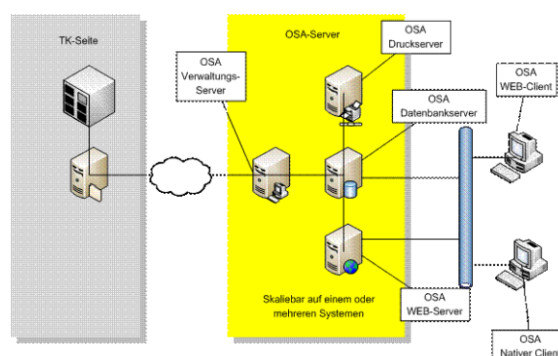 TK-Seite
OSA-Server
OSA
Druckserver
OSA
Verwaltungs-
Server
OSA
WEB-Client
OSA
Datenbankserver
Skaliebar auf einem oder
mehreren Systemen
OSA
WEB-Server
OSA
Nativer Client